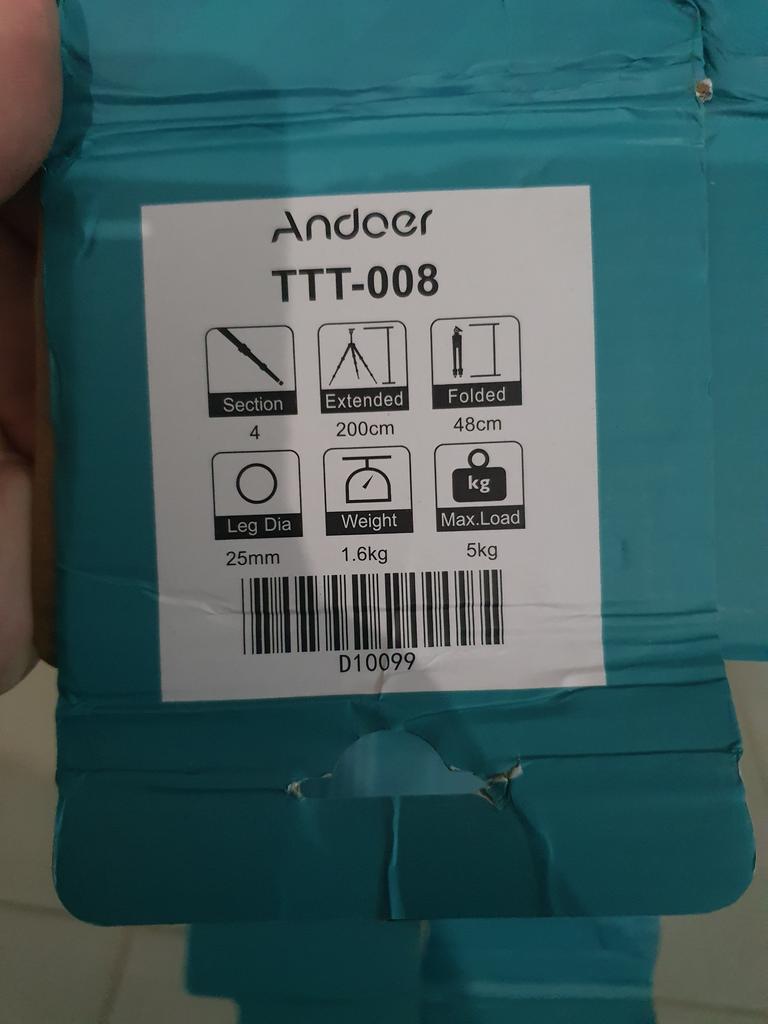 Andoer
TTT-008
Section Extended Folded
4 200cm 48cm
kg
Leg Dia Weight Max.Load
25mm 1.6kg 5kg
D10099